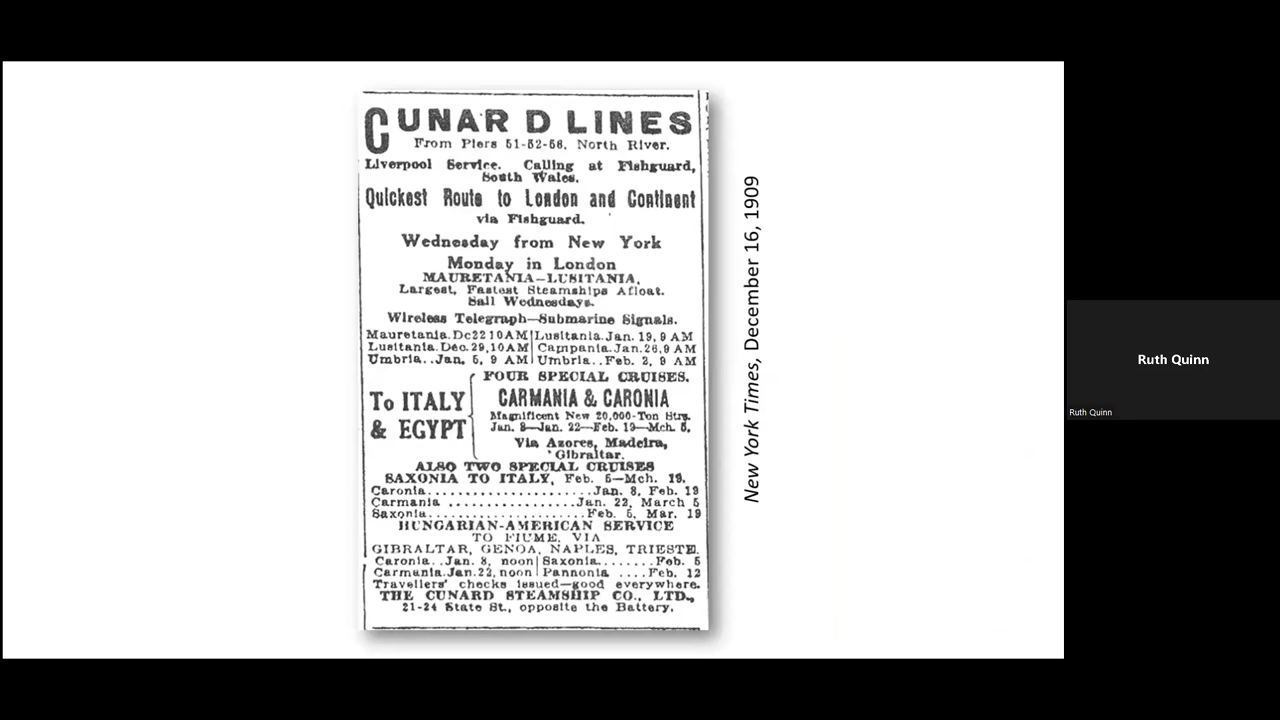 CUNARD LINES
From Piers 51-52-56, North River.
Liverpool Service. Calling at Fishguard,
South Wales.
Quickest Route to London and Continent
via Fishguard.
Wednesday from New York
Monday in London
MAURETANIA—LUSITANIA,
Largest, Fastest Steamships Afloat.
Sail Wednesdays.
Wireless Telegraph—Submarine Signals.
Mauretania.Dc22 10AM|Lusitania.Jan. 19, 9 AM
Lusitania.Dec.29,10AM|Campania.Jan.26,9 AM
Umbria..Jan. 5, 9 AM|Umbria..Feb. 2, 9 AM
To ITALY
& EGYPT
FOUR SPECIAL CRUISES.
CARMANIA & CARONIA
Magnificent New 20,000-Ton Strs.
Jan. 8—Jan. 22—Feb. 19—Mch. 5.
Via Azores, Madeira,
Gibraltar.
ALSO TWO SPECIAL CRUISES
SAXONIA TO ITALY, Feb. 5—Mch. 19.
Caronia......................Jan. 8, Feb. 19
Carmania .................Jan. 22, March 5
Saxonia......................Feb. 5, Mar. 19
HUNGARIAN-AMERICAN SERVICE
TO FIUME, VIA
GIBRALTAR, GENOA, NAPLES, TRIESTE.
Caronia..Jan. 8, noon|Saxonia........Feb. 5
Carmania.Jan.22, noon|Pannonia ....Feb. 12
Travellers' checks issued—good everywhere.
THE CUNARD STEAMSHIP CO., LTD.,
21-24 State St., opposite the Battery.
New York Times, December 16, 1909
Ruth Quinn
Ruth Quinn